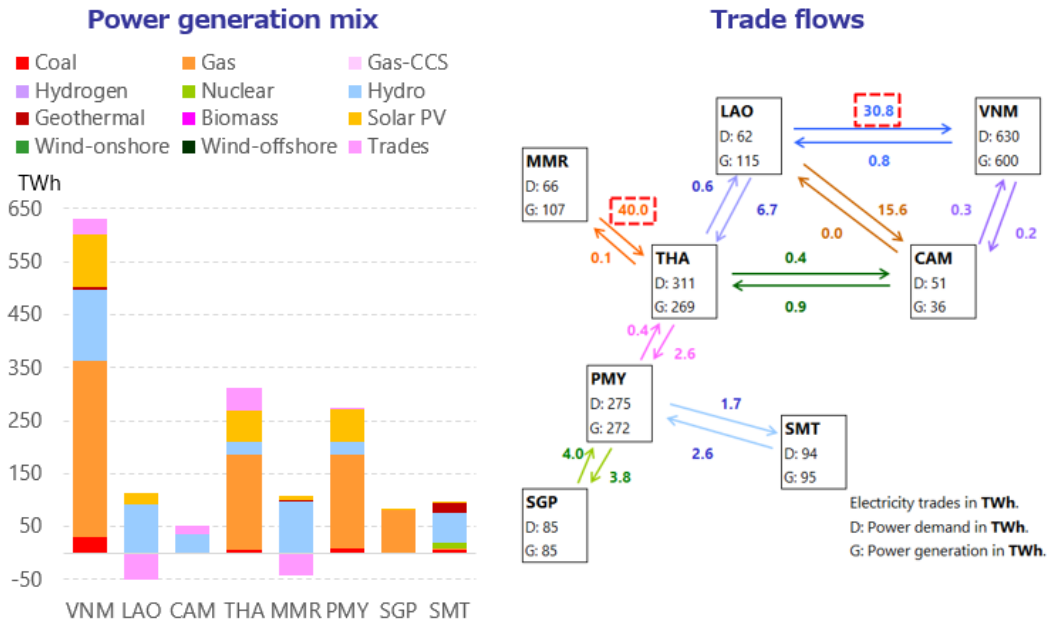 Power generation mix
Coal
Gas
Gas-CCS
Hydrogen
Nuclear
Hydro
Geothermal
Biomass
Solar PV
Wind-onshore
Wind-offshore
Trades
TWh
650
550
450
350
250
150
50
-50
VNM LAO CAM THA MMR PMY SGP SMT
Trade flows
LAO
D: 62
G: 115
30.8
0.8
VNM
D: 630
G: 600
MMR
D: 66
G: 107
40.0
0.1
0.6
6.7
15.6
0.0
0.3
0.2
THA
D: 311
G: 269
0.4
0.9
CAM
D: 51
G: 36
0.4
2.6
PMY
D: 275
G: 272
1.7
2.6
SMT
D: 94
G: 95
4.0
3.8
SGP
D: 85
G: 85
Electricity trades in TWh.
D: Power demand in TWh.
G: Power generation in TWh.